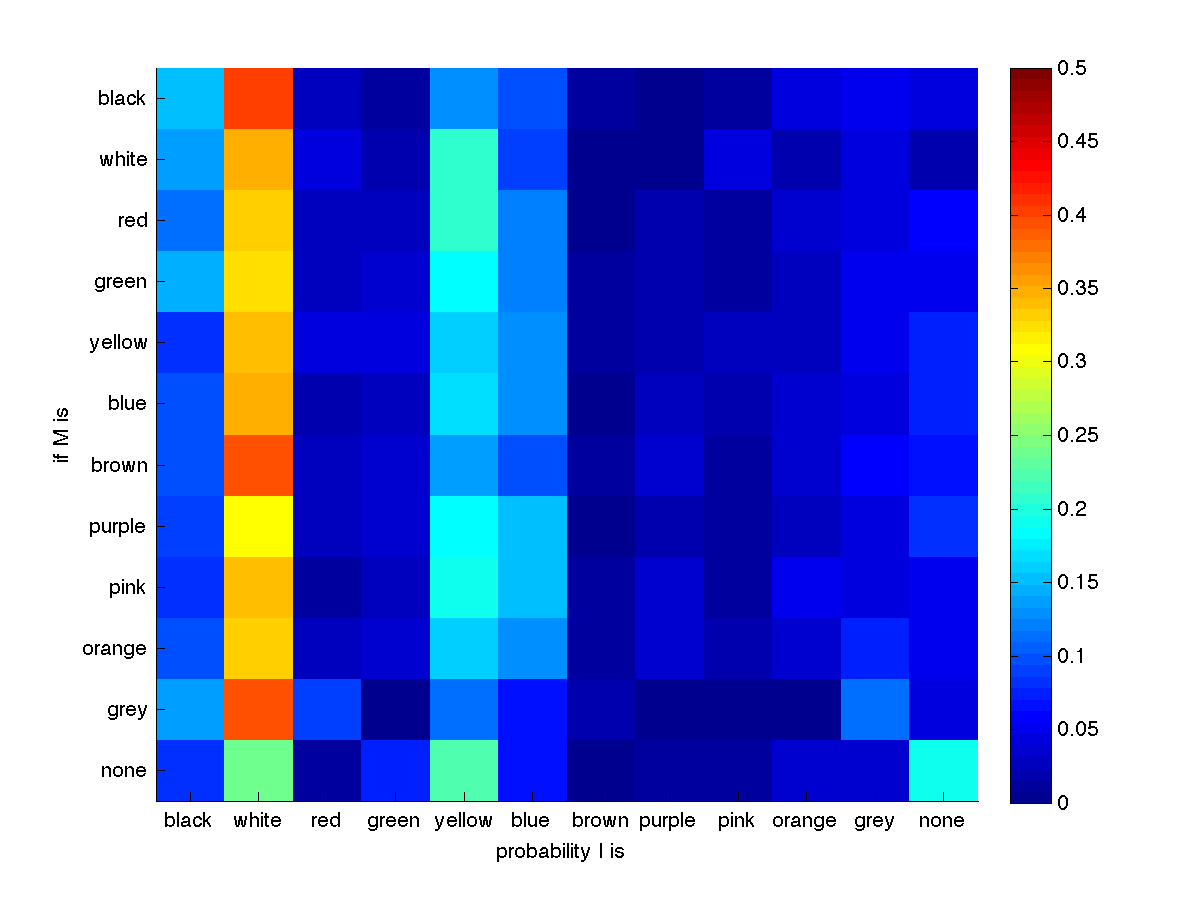 black
white
red
green
yellow
blue
brown
purple
pink
orange
grey
none
if M is
black white red green yellow blue brown purple pink orange grey none
probability I is
0.5
0.45
0.4
0.35
0.3
0.25
0.2
0.15
0.1
0.05
0